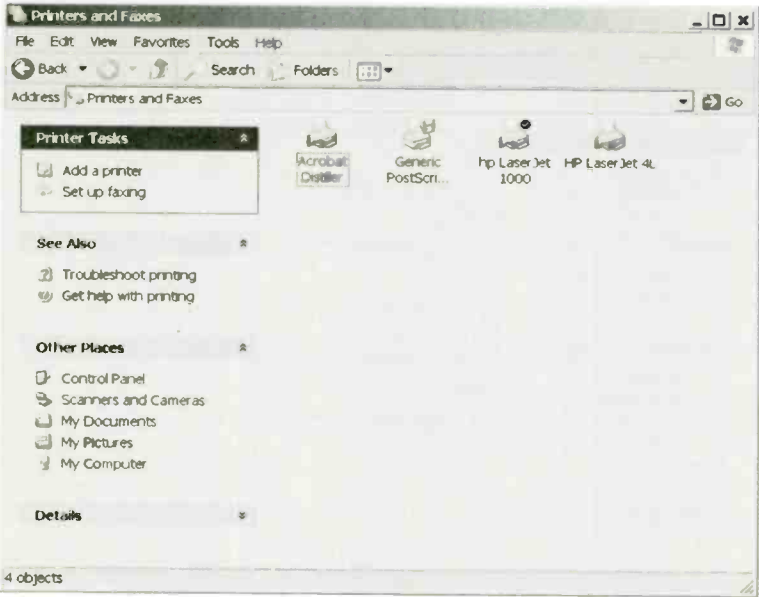 Printers and Faxes
File Edit View Favorites Tools Help
Back Search Folders
Address Printers and Faxes Go
Printer Tasks
Add a printer
Set up faxing
See Also
Troubleshoot printing
Get help with printing
Other Places
Control Panel
Scanners and Cameras
My Documents
My Pictures
My Computer
Details
Acrobat
Distiller
Generic
PostScri...
hp LaserJet
1000
HP LaserJet 4L
4 objects